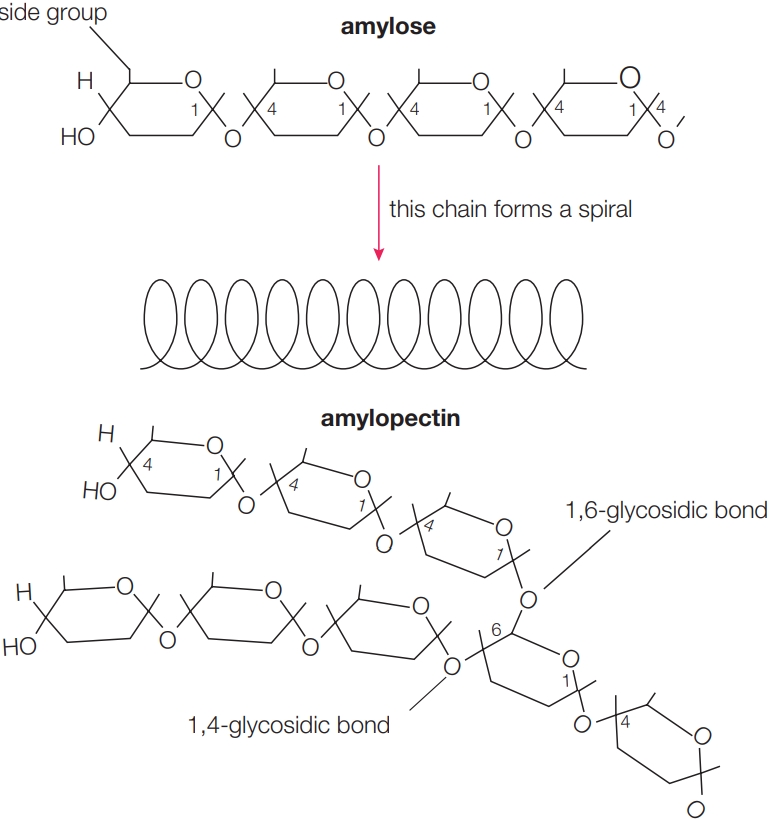 side group
amylose
H O O O O
1 4 1 4 1 4 1 4
HO O O O O
this chain forms a spiral
amylopectin
H O
4 1 4 O
HO O 1 4 O
1,6-glycosidic bond
O 1
H O O O O
6
HO O O O 1 O
1,4-glycosidic bond
O 4 O
O